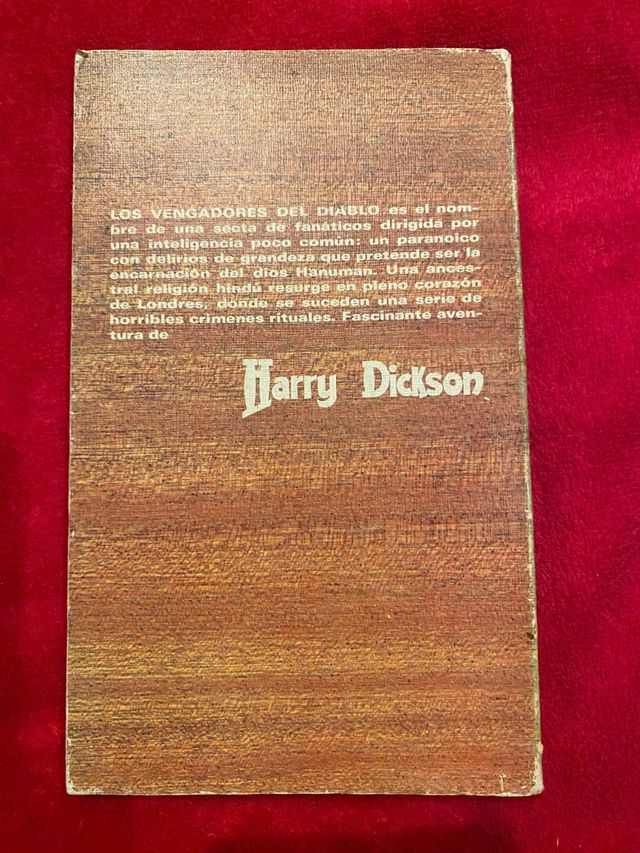 LOS VENGADORES DEL DIABLO es el nom-
bre de una secta de fanáticos dirigida por
una inteligencia poco común: un paranoico
con delirios de grandeza que pretende ser la
encarnación del dios Hanuman. Una ances-
tral religión hindú resurge en pleno corazón
de Londres, donde se suceden una serie de
horribles crímenes rituales. Fascinante aven-
tura de
Harry Dickson